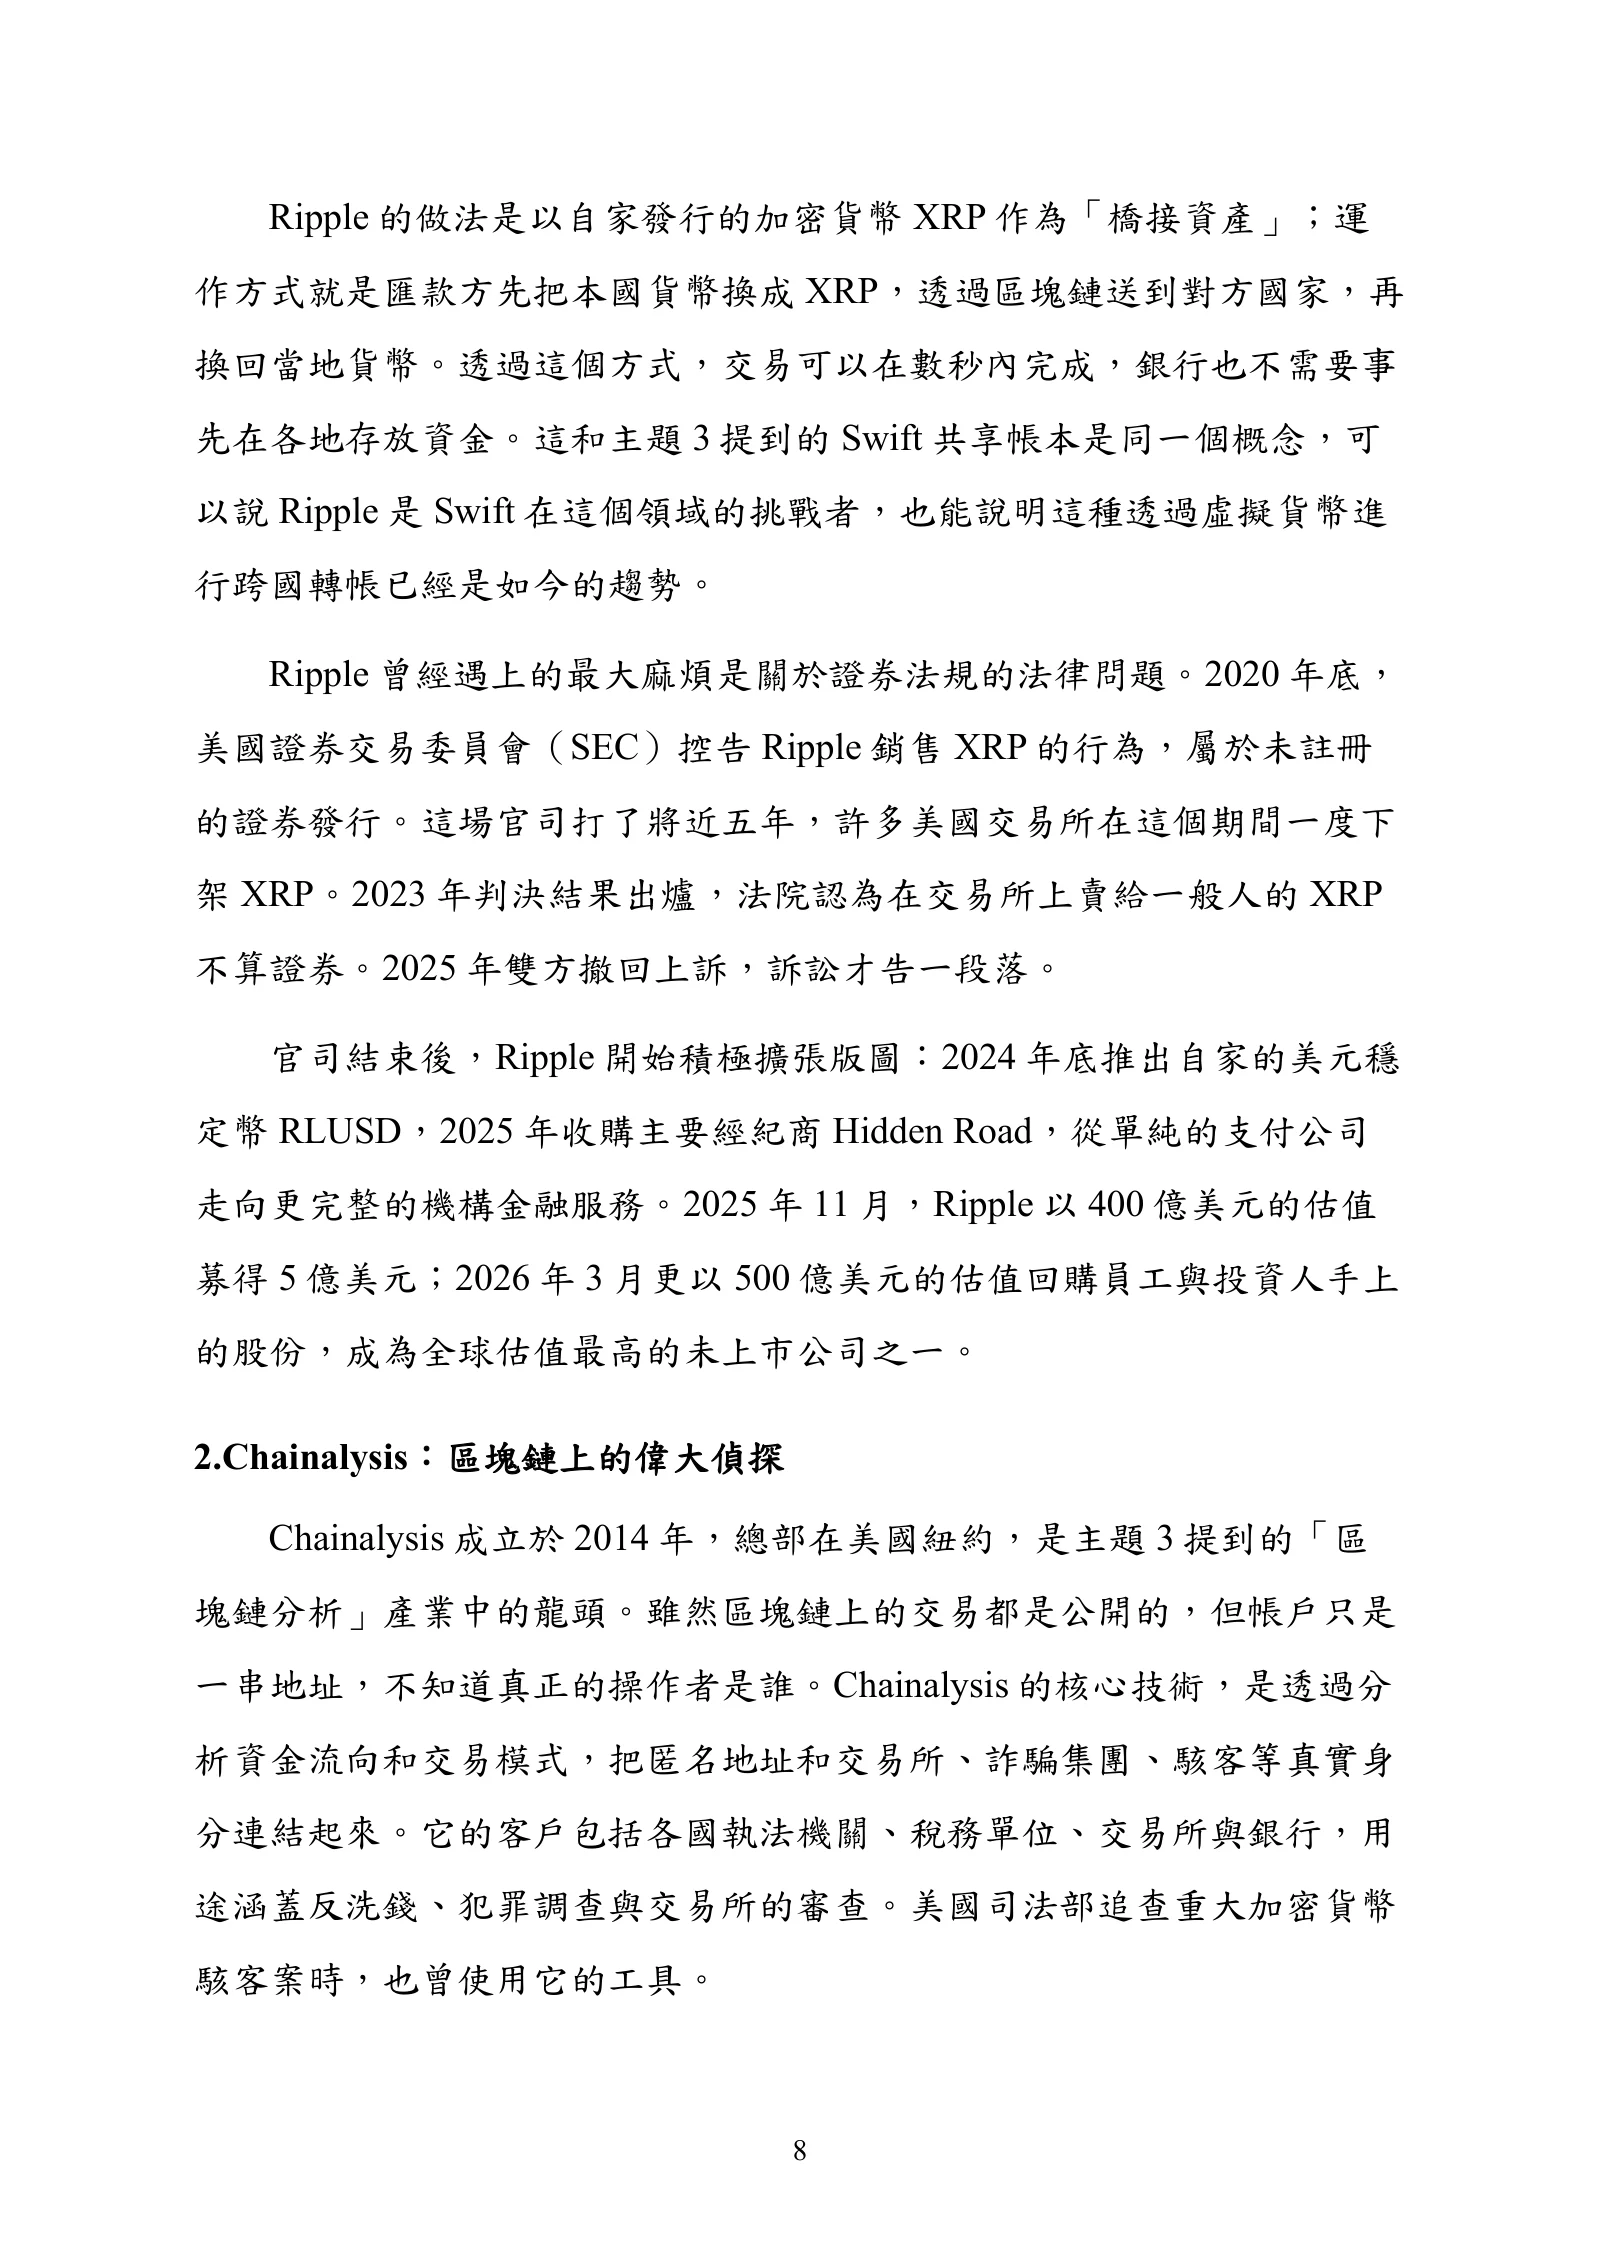 Ripple 的做法是以自家發行的加密貨幣 XRP 作為「橋接資產」；運
作方式就是匯款方先把本國貨幣換成 XRP，透過區塊鏈送到對方國家，再
換回當地貨幣。透過這個方式，交易可以在數秒內完成，銀行也不需要事
先在各地存放資金。這和主題 3 提到的 Swift 共享帳本是同一個概念，可
以說 Ripple 是 Swift 在這個領域的挑戰者，也能說明這種透過虛擬貨幣進
行跨國轉帳已經是如今的趨勢。
Ripple 曾經遇上的最大麻煩是關於證券法規的法律問題。2020 年底，
美國證券交易委員會（SEC）控告 Ripple 銷售 XRP 的行為，屬於未註冊
的證券發行。這場官司打了將近五年，許多美國交易所在這個期間一度下
架 XRP。2023 年判決結果出爐，法院認為在交易所上賣給一般人的 XRP
不算證券。2025 年雙方撤回上訴，訴訟才告一段落。
官司結束後，Ripple 開始積極擴張版圖：2024 年底推出自家的美元穩
定幣 RLUSD，2025 年收購主要經紀商 Hidden Road，從單純的支付公司
走向更完整的機構金融服務。2025 年 11 月，Ripple 以 400 億美元的估值
募得 5 億美元；2026 年 3 月更以 500 億美元的估值回購員工與投資人手上
的股份，成為全球估值最高的未上市公司之一。
2.Chainalysis：區塊鏈上的偉大偵探
Chainalysis 成立於 2014 年，總部在美國紐約，是主題 3 提到的「區
塊鏈分析」產業中的龍頭。雖然區塊鏈上的交易都是公開的，但帳戶只是
一串地址，不知道真正的操作者是誰。Chainalysis 的核心技術，是透過分
析資金流向和交易模式，把匿名地址和交易所、詐騙集團、駭客等真實身
分連結起來。它的客戶包括各國執法機關、稅務單位、交易所與銀行，用
途涵蓋反洗錢、犯罪調查與交易所的審查。美國司法部追查重大加密貨幣
駭客案時，也曾使用它的工具。
8